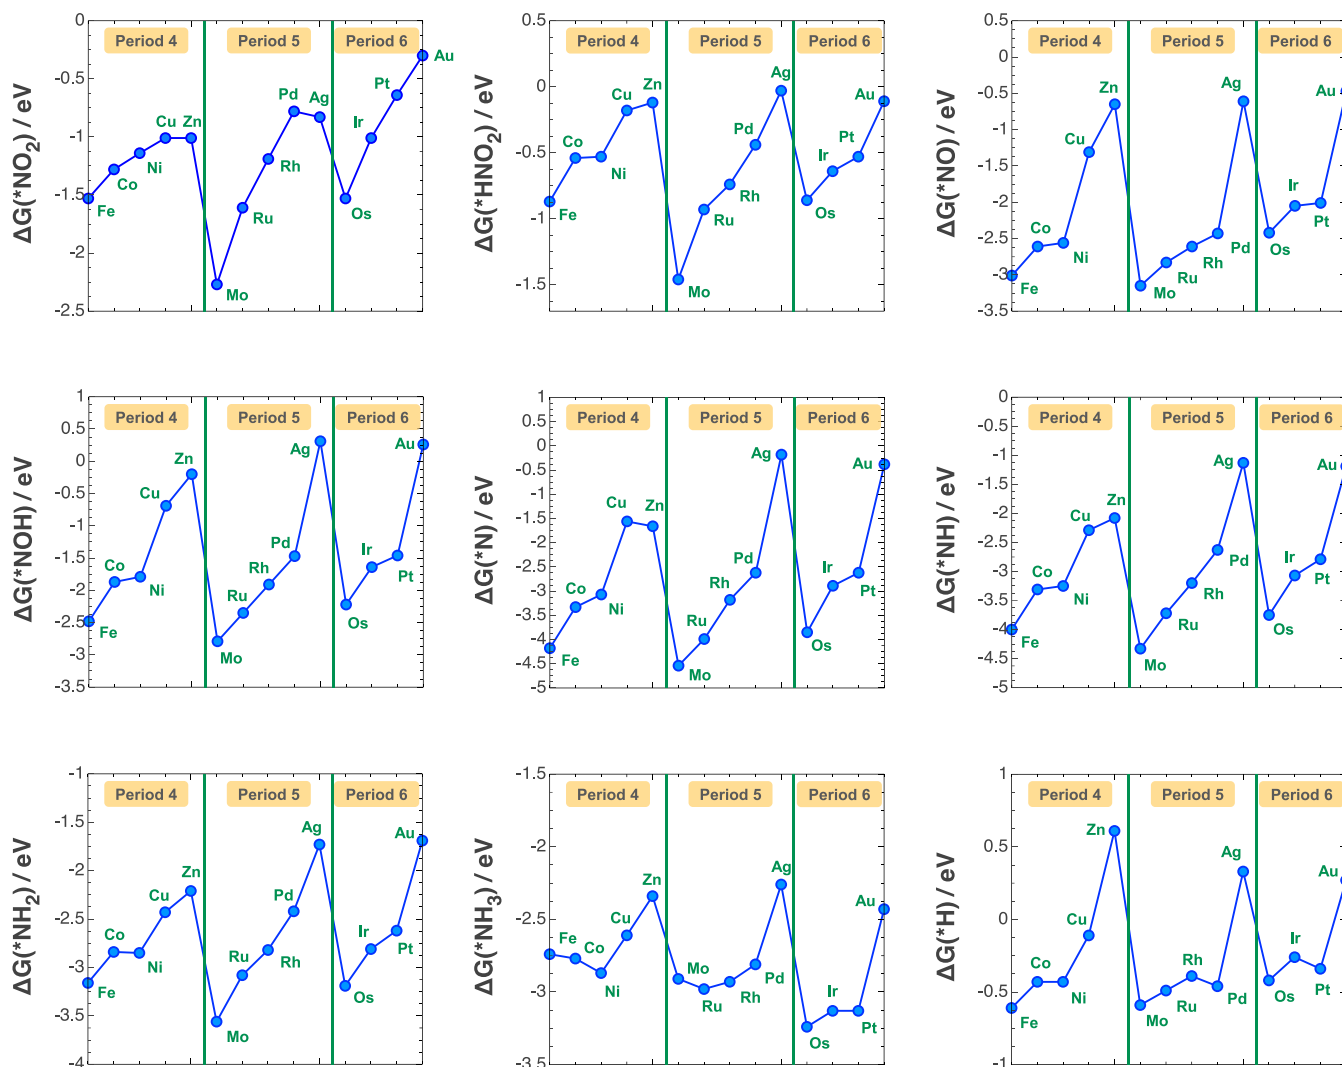 ΔG(*NO2) / eV
0
-0.5
-1
-1.5
-2
-2.5
Period 4
Period 5
Period 6
Fe
Co
Ni
Cu
Zn
Mo
Ru
Rh
Pd
Ag
Os
Ir
Pt
Au
ΔG(*HNO2) / eV
0.5
0
-0.5
-1
-1.5
Period 4
Period 5
Period 6
Fe
Co
Ni
Cu
Zn
Mo
Ru
Rh
Pd
Ag
Os
Ir
Pt
Au
ΔG(*NO) / eV
0.5
0
-0.5
-1
-1.5
-2
-2.5
-3
-3.5
Period 4
Period 5
Period 6
Fe
Co
Ni
Cu
Zn
Mo
Ru
Rh
Pd
Ag
Os
Ir
Pt
Au
ΔG(*NOH) / eV
1
0.5
0
-0.5
-1
-1.5
-2
-2.5
-3
-3.5
Period 4
Period 5
Period 6
Fe
Co
Ni
Cu
Zn
Mo
Ru
Rh
Pd
Ag
Os
Ir
Pt
Au
ΔG(*N) / eV
1
0.5
0
-0.5
-1
-1.5
-2
-2.5
-3
-3.5
-4
-4.5
-5
Period 4
Period 5
Period 6
Fe
Co
Ni
Cu
Zn
Mo
Ru
Rh
Pd
Ag
Os
Ir
Pt
Au
ΔG(*NH) / eV
0
-0.5
-1
-1.5
-2
-2.5
-3
-3.5
-4
-4.5
-5
Period 4
Period 5
Period 6
Fe
Co
Ni
Cu
Zn
Mo
Ru
Rh
Pd
Ag
Os
Ir
Pt
Au
ΔG(*NH2) / eV
-1
-1.5
-2
-2.5
-3
-3.5
-4
Period 4
Period 5
Period 6
Fe
Co
Ni
Cu
Zn
Mo
Ru
Rh
Pd
Ag
Os
Ir
Pt
Au
ΔG(*NH3) / eV
-1.5
-2
-2.5
-3
-3.5
Period 4
Period 5
Period 6
Fe
Co
Ni
Cu
Zn
Mo
Ru
Rh
Pd
Ag
Os
Ir
Pt
Au
ΔG(*H) / eV
1
0.5
0
-0.5
-1
Period 4
Period 5
Period 6
Fe
Co
Ni
Cu
Zn
Mo
Ru
Rh
Pd
Ag
Os
Ir
Pt
Au